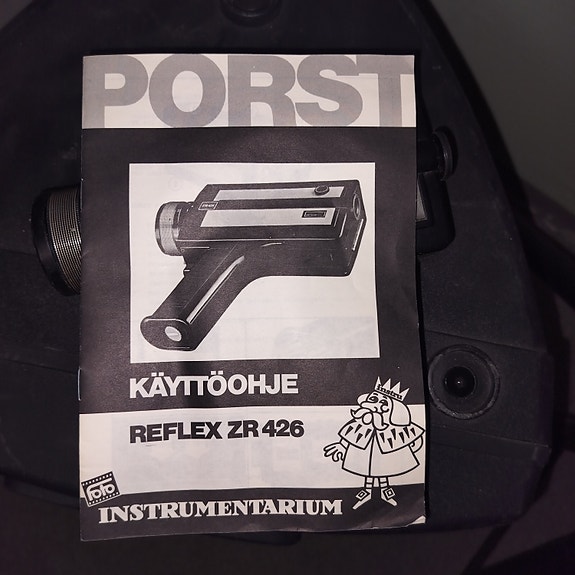 PORST
KÄYTTÖOHJE
REFLEX ZR 426
foto
INSTRUMENTARIUM